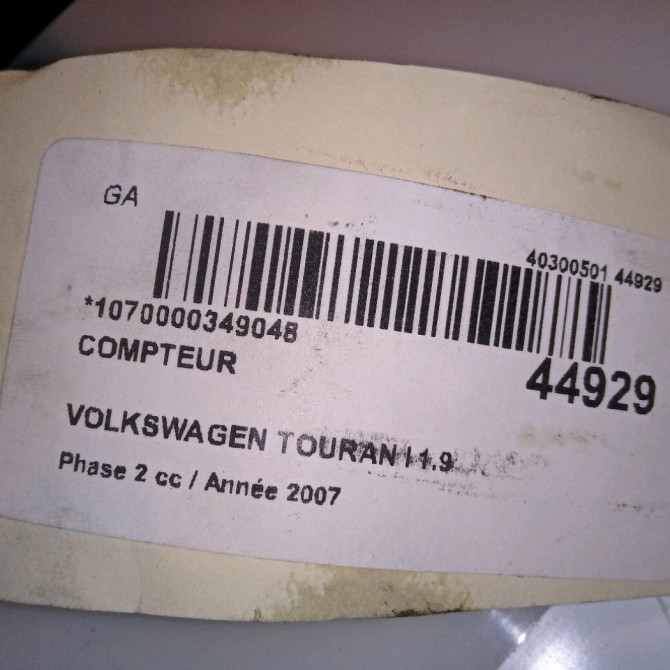 GA
40300501 44929
*1070000349048
COMPTEUR
44929
VOLKSWAGEN TOURAN I 1.9
Phase 2 cc / Année 2007